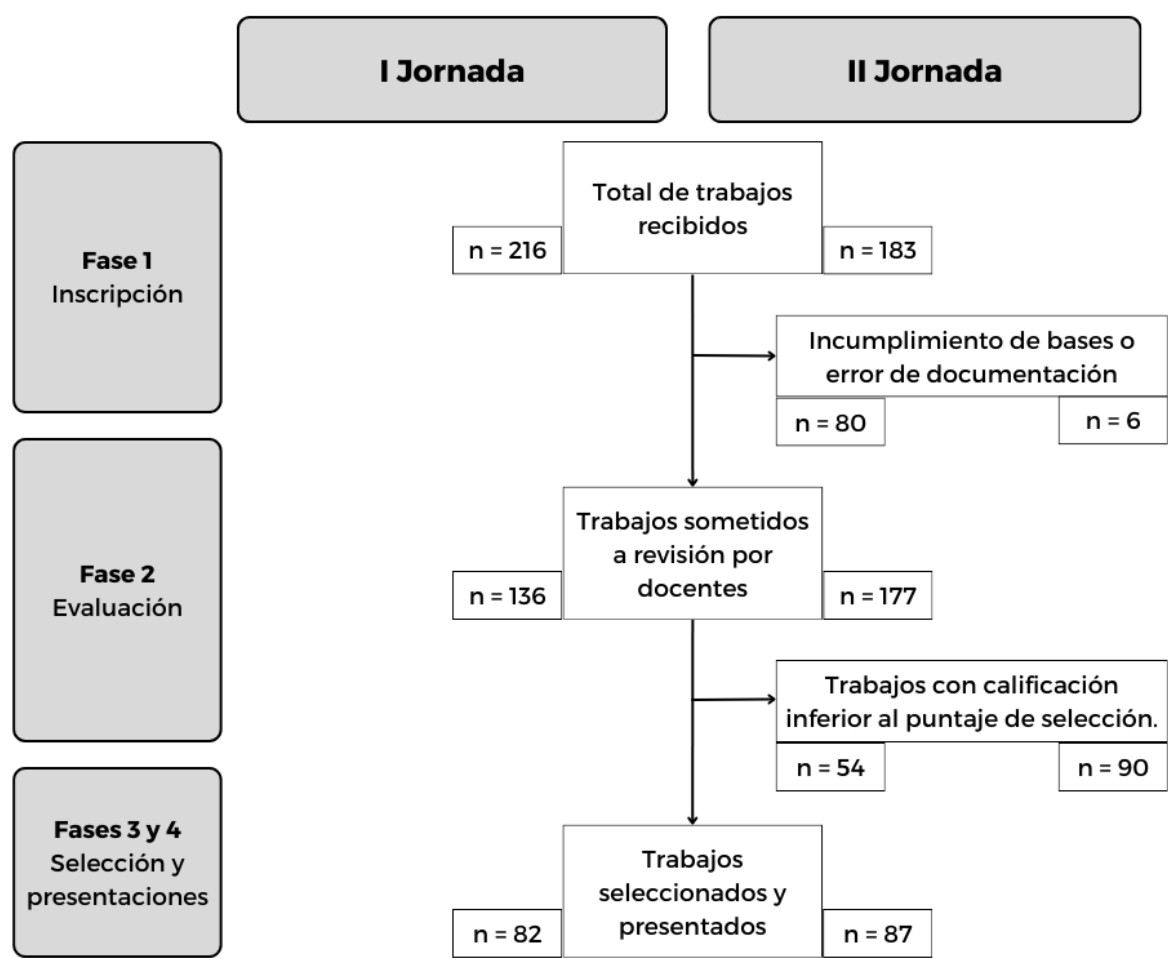 I Jornada
II Jornada
Fase 1
Inscripción
Total de trabajos
recibidos
n = 216
n = 183
Incumplimiento de bases o
error de documentación
n = 80
n = 6
Fase 2
Evaluación
Trabajos sometidos
a revisión por
docentes
n = 136
n = 177
Trabajos con calificación
inferior al puntaje de selección.
n = 54
n = 90
Fases 3 y 4
Selección y
presentaciones
Trabajos
seleccionados y
presentados
n = 82
n = 87